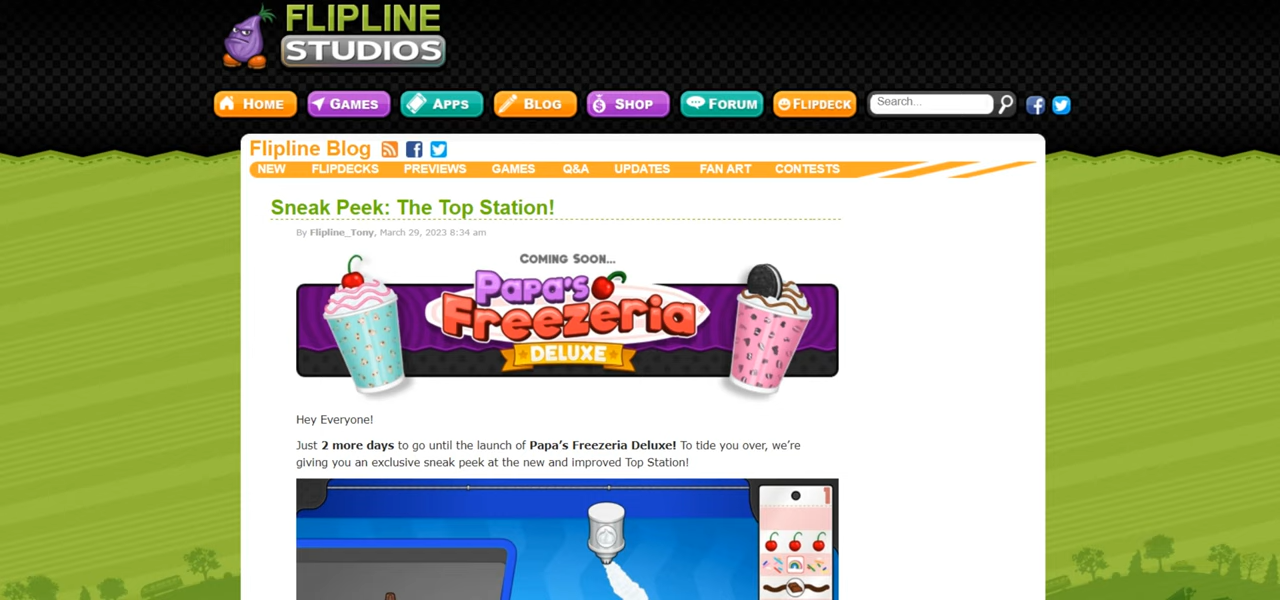 FLIPLINE
STUDIOS
HOME GAMES APPS BLOG SHOP FORUM FLIPDECK Search...
Flipline Blog
NEW FLIPDECKS PREVIEWS GAMES Q&A UPDATES FAN ART CONTESTS
Sneak Peek: The Top Station!
By Flipline_Tony, March 29, 2023 8:34 am
COMING SOON...
PAPA'S
Freezeria
DELUXE
Hey Everyone!
Just 2 more days to go until the launch of Papa's Freezeria Deluxe! To tide you over, we're
giving you an exclusive sneak peek at the new and improved Top Station!
1